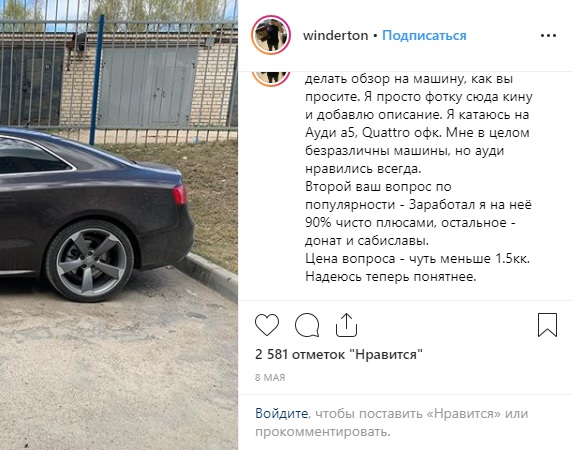 winderton • Подписаться
делать обзор на машину, как вы
просите. Я просто фотку сюда кину
и добавлю описание. Я катаюсь на
Ауди а5, Quattro офк. Мне в целом
безразличны машины, но ауди
нравились всегда.
Второй ваш вопрос по
популярности - Заработал я на неё
90% чисто плюсами, остальное -
донат и сабиславы.
Цена вопроса - чуть меньше 1.5кк.
Надеюсь теперь понятнее.
2 581 отметок "Нравится"
8 МАЯ
Войдите, чтобы поставить «Нравится» или
прокомментировать.